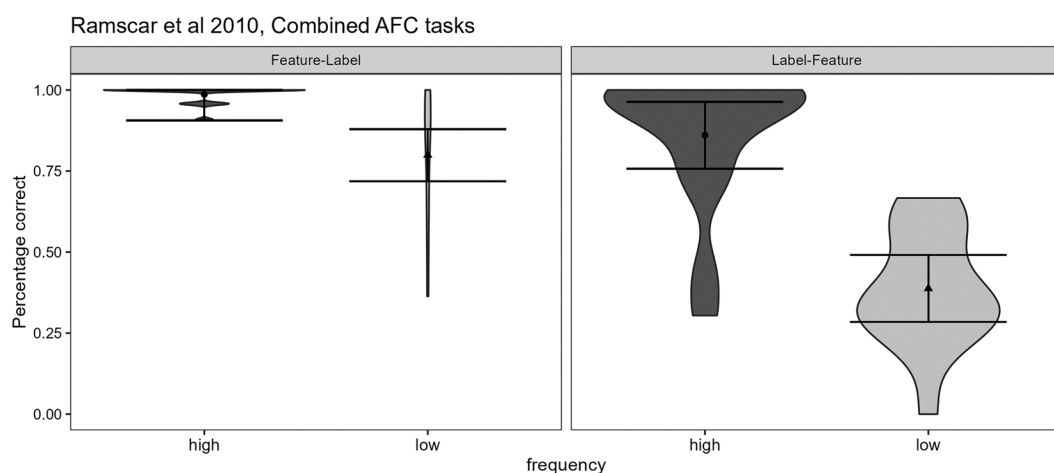 Ramscar et al 2010, Combined AFC tasks
Feature-Label
Label-Feature
Percentage correct
1.00
0.75
0.50
0.25
0.00
high
low
high
low
frequency